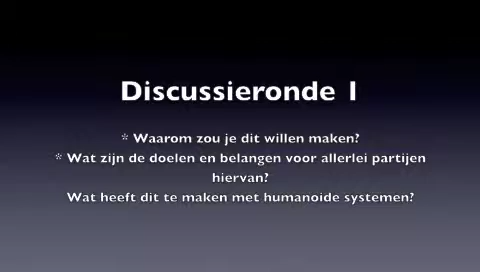 Discussieronde 1
* Waarom zou je dit willen maken?
* Wat zijn de doelen en belangen voor allerlei partijen
hiervan?
Wat heeft dit te maken met humanoide systemen?